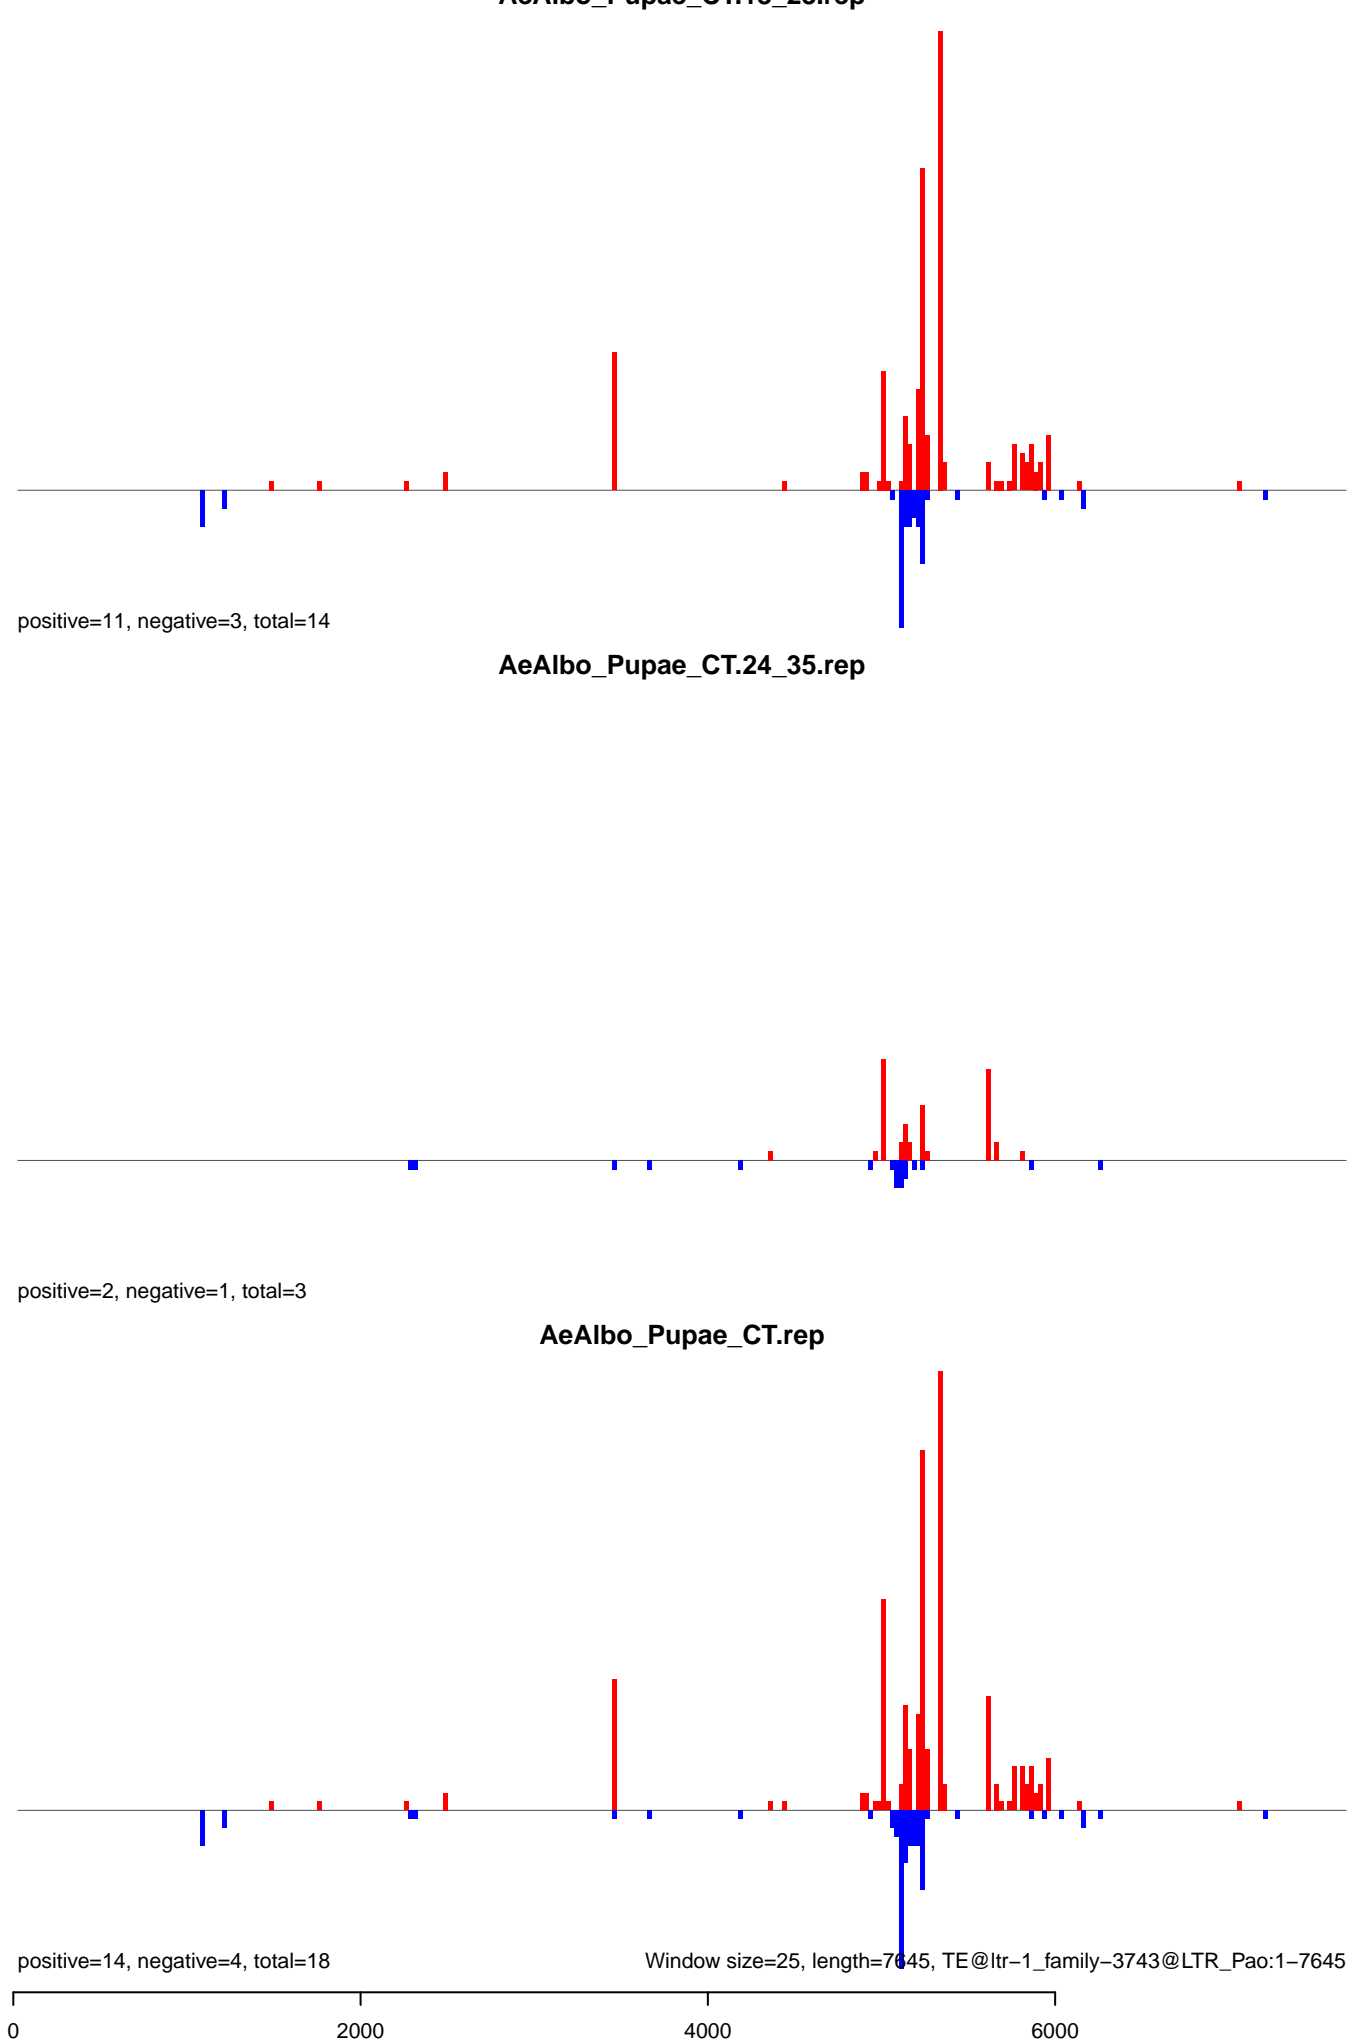 positive=11, negative=3, total=14
AeAlbo_Pupae_CT.24_35.rep
positive=2, negative=1, total=3
AeAlbo_Pupae_CT.rep
positive=14, negative=4, total=18
Window size=25, length=7645, TE@ltr−1_family−3743@LTR_Pao:1−7645
0 2000 4000 6000